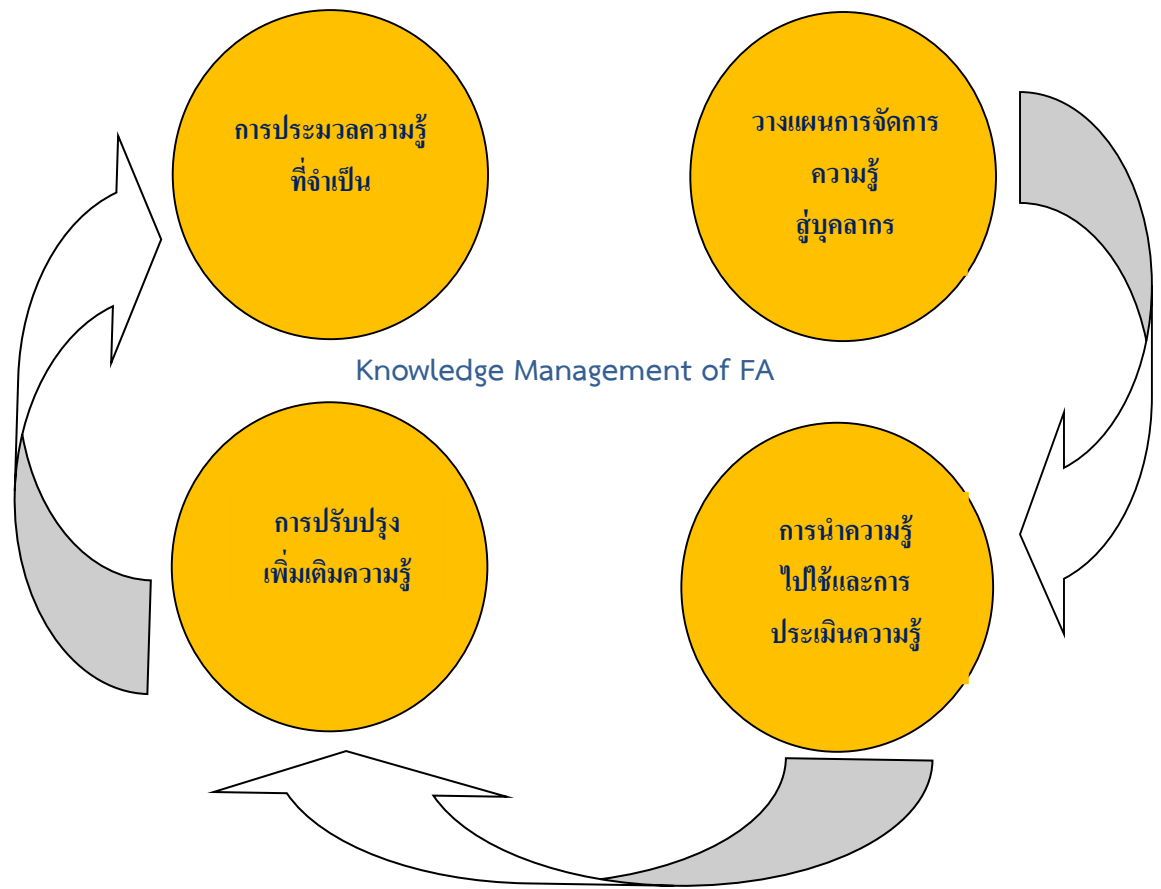 การประมวลความรู้
ที่จำเป็น
วางแผนการจัดการ
ความรู้
สู่บุคลากร
Knowledge Management of FA
การปรับปรุง
เพิ่มเติมความรู้
การนำความรู้
ไปใช้และการ
ประเมินความรู้